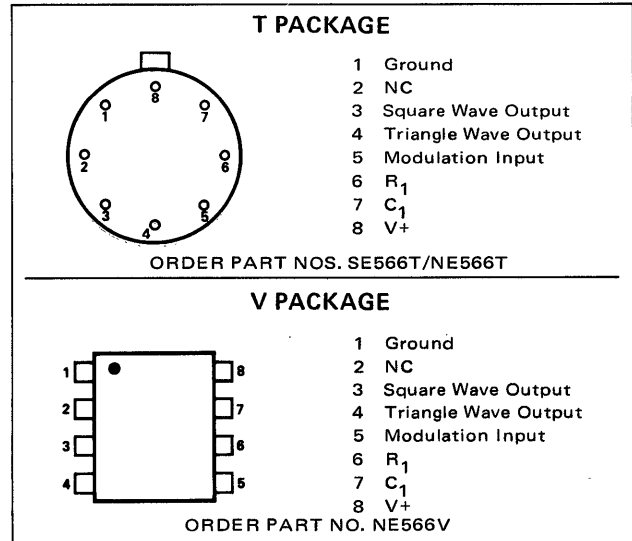 T PACKAGE
8
1
7
2
6
3
5
4
1 Ground
2 NC
3 Square Wave Output
4 Triangle Wave Output
5 Modulation Input
6 R1
7 C1
8 V+
ORDER PART NOS. SE566T/NE566T
V PACKAGE
1
8
2
7
3
6
4
5
1 Ground
2 NC
3 Square Wave Output
4 Triangle Wave Output
5 Modulation Input
6 R1
7 C1
8 V+
ORDER PART NO. NE566V